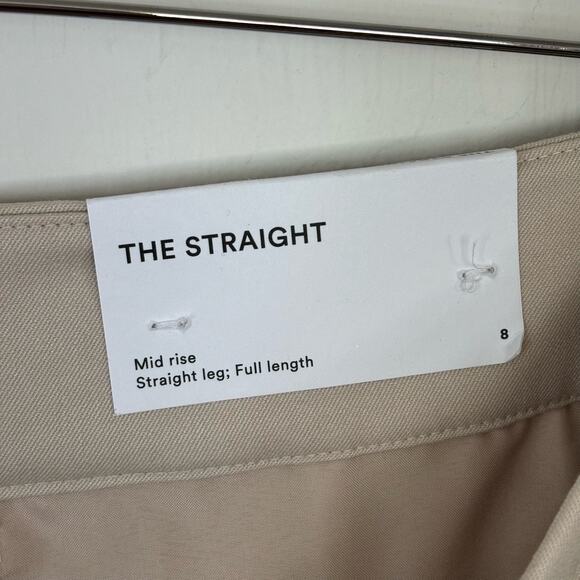 THE STRAIGHT
8
Mid rise
Straight leg; Full length